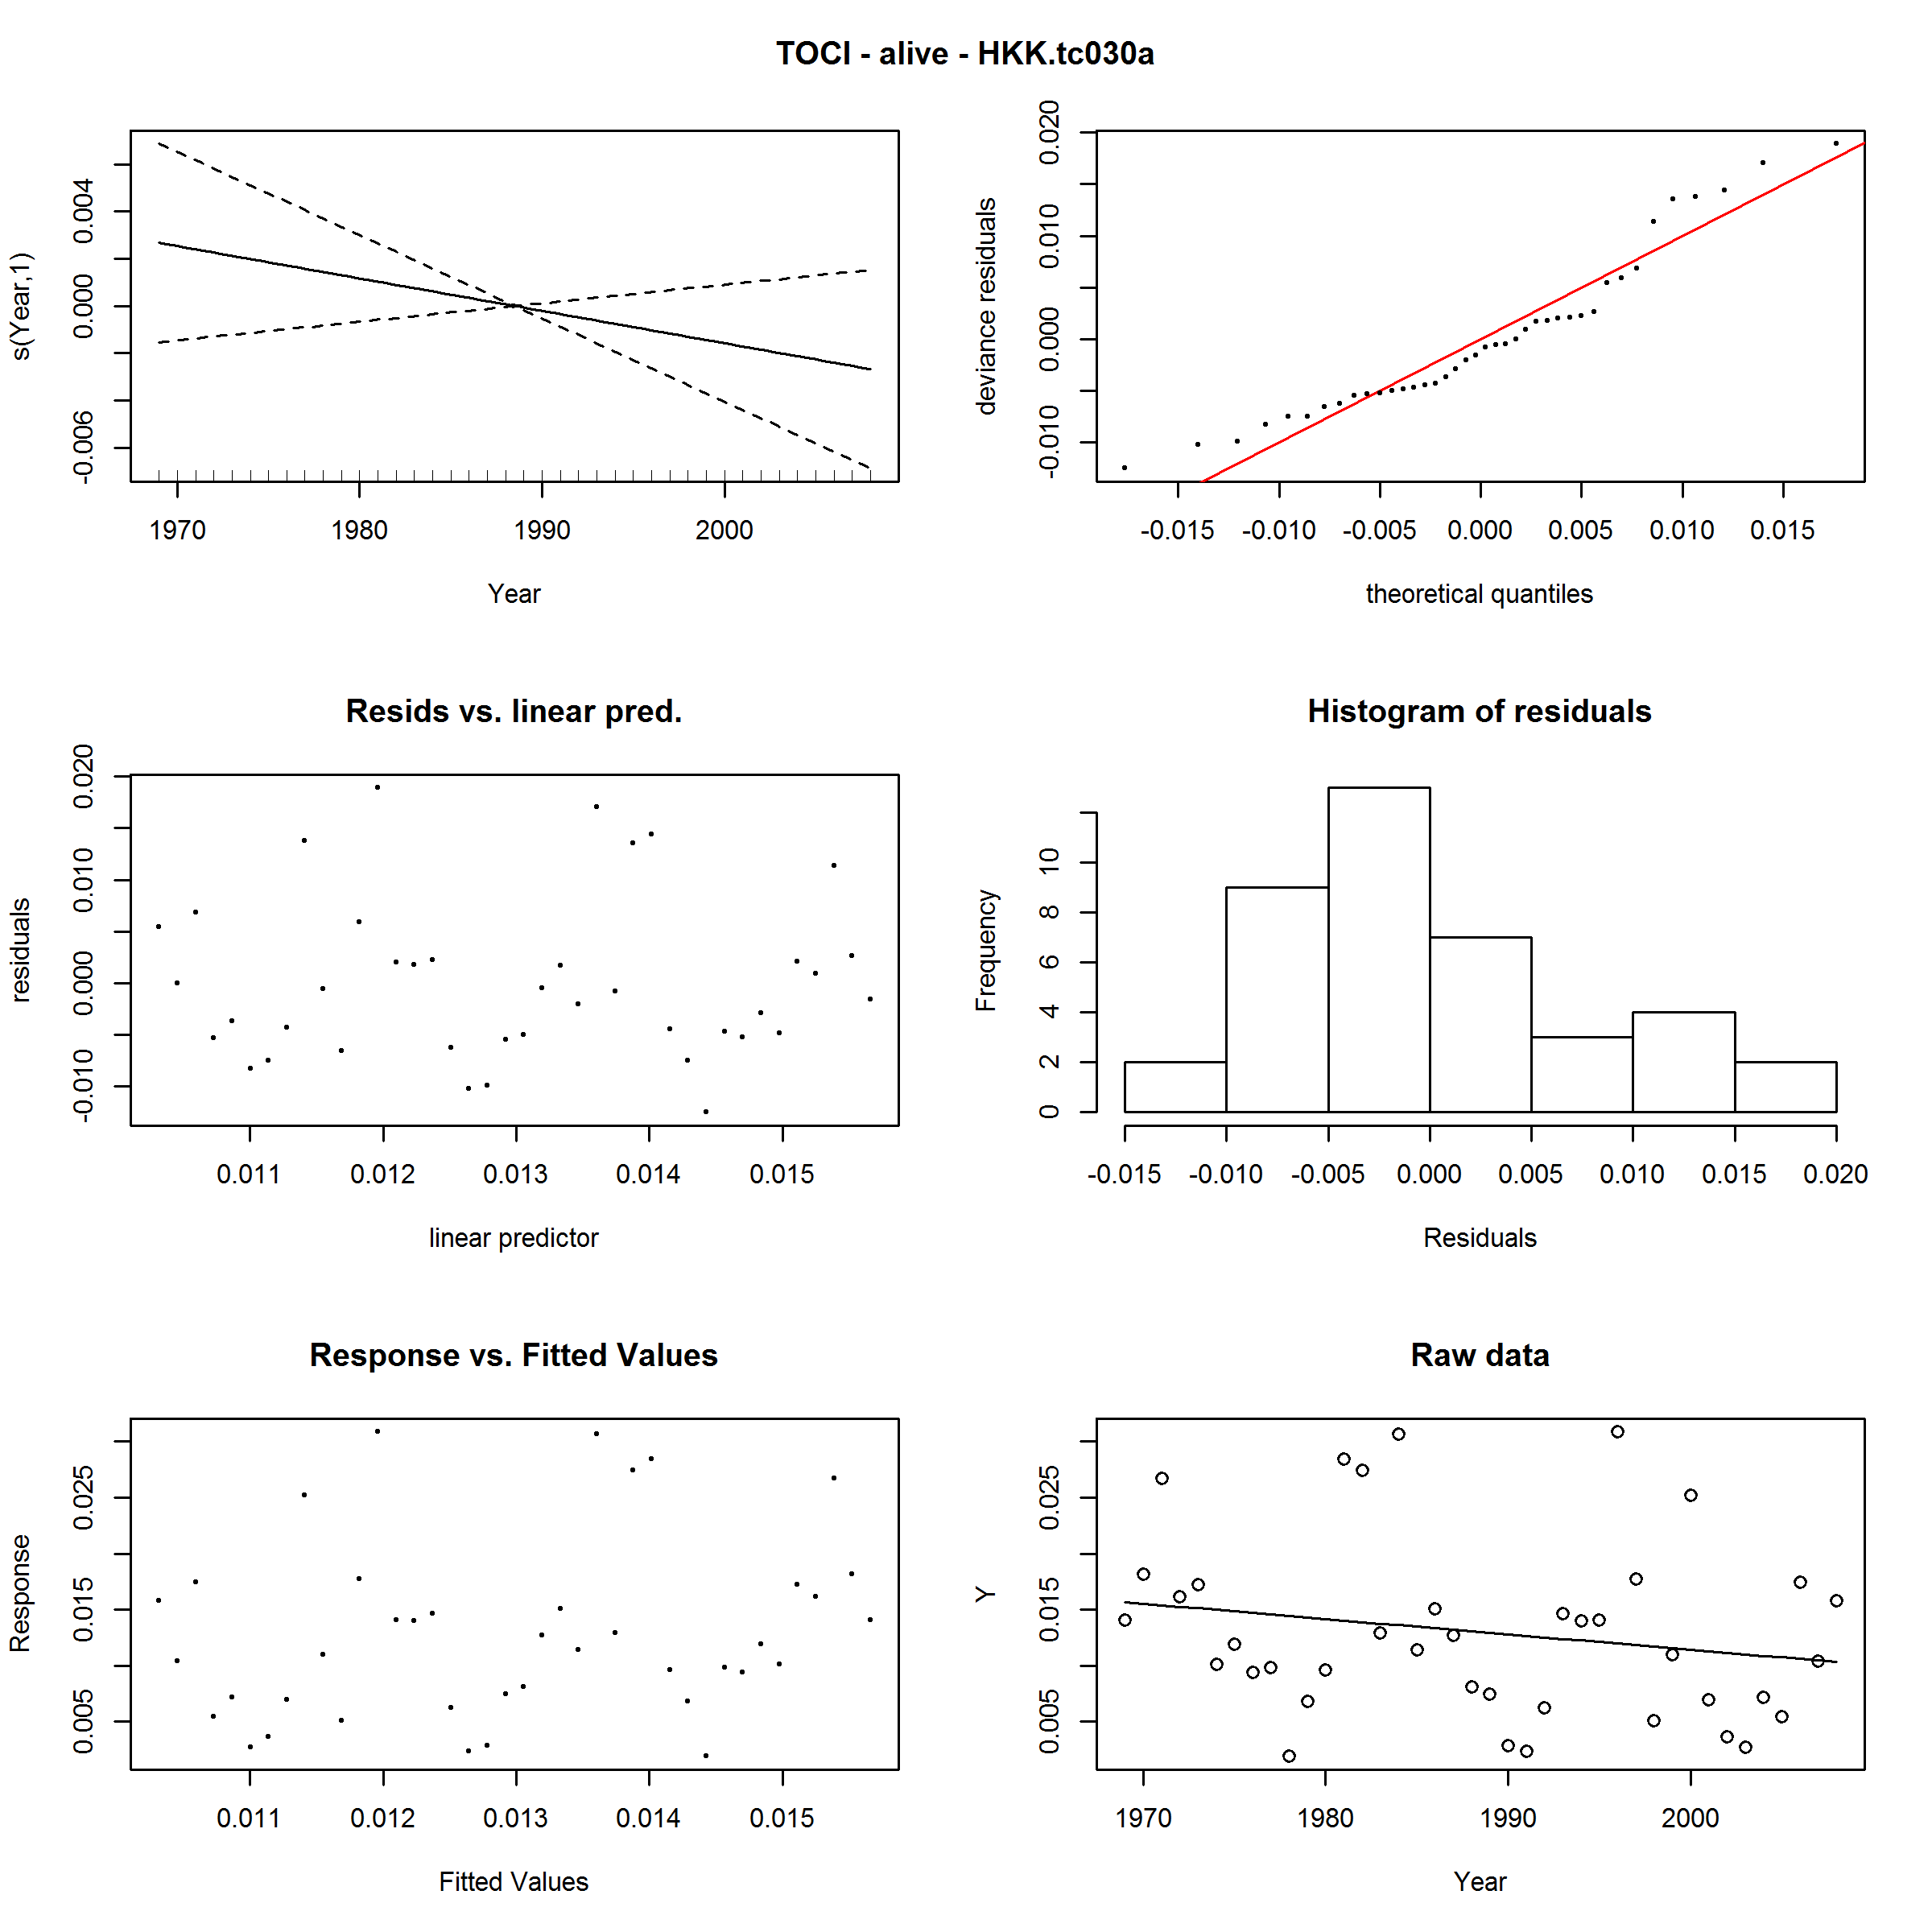 TOCI - alive - HKK.tc030a
s(Year,1)
-0.006 0.000 0.004
1970 1980 1990 2000
Year
deviance residuals
-0.010 0.000 0.010 0.020
-0.015 -0.010 -0.005 0.000 0.005 0.010 0.015
theoretical quantiles
Resids vs. linear pred.
residuals
-0.010 0.000 0.010 0.020
0.011 0.012 0.013 0.014 0.015
linear predictor
Histogram of residuals
Frequency
0 2 4 6 8 10
-0.015 -0.010 -0.005 0.000 0.005 0.010 0.015 0.020
Residuals
Response vs. Fitted Values
Response
0.005 0.015 0.025
0.011 0.012 0.013 0.014 0.015
Fitted Values
Raw data
Y
0.005 0.015 0.025
1970 1980 1990 2000
Year